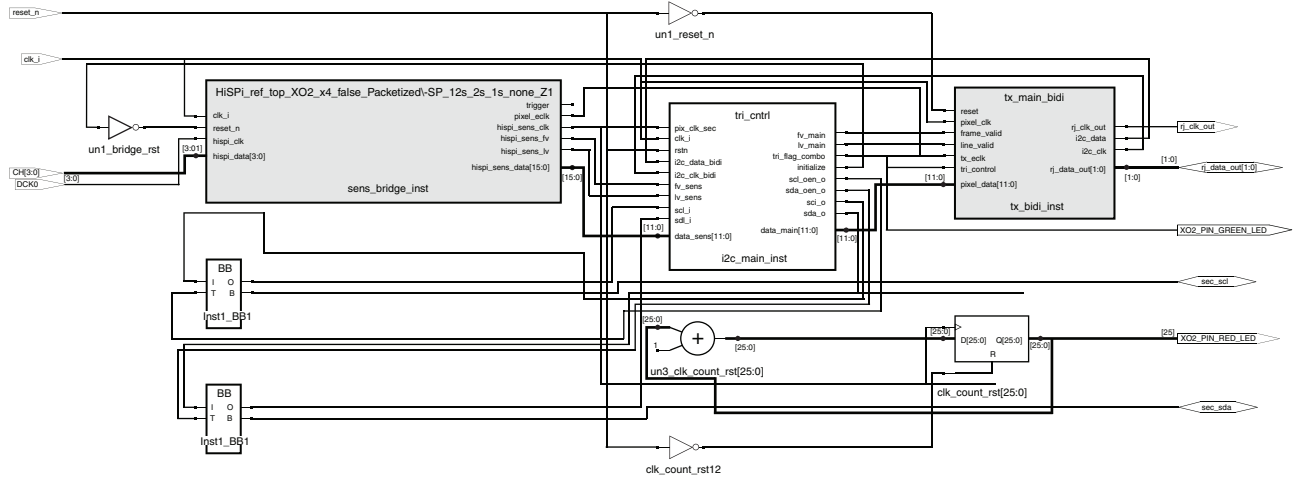 reset_n
un1_reset_n
clk_i
HiSPi_ref_top_XO2_x4_false_Packetized\-SP_12s_2s_1s_none_Z1
trigger
pixel_eclk
clk_i
reset_n
hispi_sens_clk
hispi_clk
hispi_sens_fv
hispi_sens_lv
[3:01]
hispi_data[3:0]
hispi_sens_data[15:0]
[15:0]
sens_bridge_inst
un1_bridge_rst
CH[3:0]
[3:0]
DCK0
tri_cntrl
pix_clk_sec
clk_i
rstn
i2c_data_bidi
i2c_clk_bidi
fv_sens
lv_sens
scl_i
sdl_i
[11:0]
data_sens[11:0]
fv_main
lv_main
tri_flag_combo
initialize
scl_oen_o
sda_oen_o
sci_o
sda_o
data_main[11:0]
[11:0]
i2c_main_inst
tx_main_bidi
reset
pixel_clk
frame_valid
line_valid
tx_eclk
tri_control
[11:0]
pixel_data[11:0]
rj_clk_out
i2c_data
i2c_clk
rj_data_out[1:0]
[1:0]
[1:0]
tx_bidi_inst
rj_clk_out
rj_data_out[1:0]
XO2_PIN_GREEN_LED
BB
I O
T B
Inst1_BB1
sec_scl
[25:0]
1
+
[25:0]
un3_clk_count_rst[25:0]
[25:0]
D[25:0] Q[25:0]
R
[25:0]
clk_count_rst[25:0]
[25]
XO2_PIN_RED_LED
BB
I O
T B
Inst1_BB1
sec_sda
clk_count_rst12